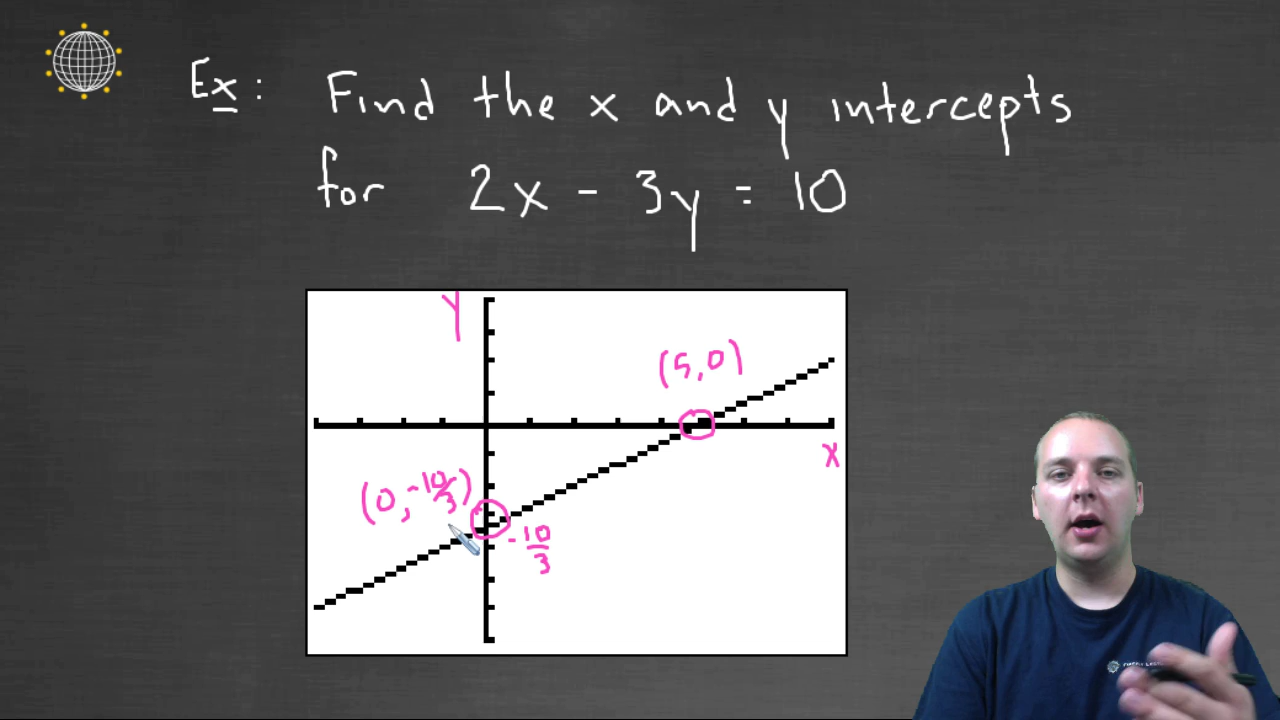 Ex: Find the x and y intercepts
for 2x - 3y = 10
y
(5,0)
x
(0,-10/3)
-10/3